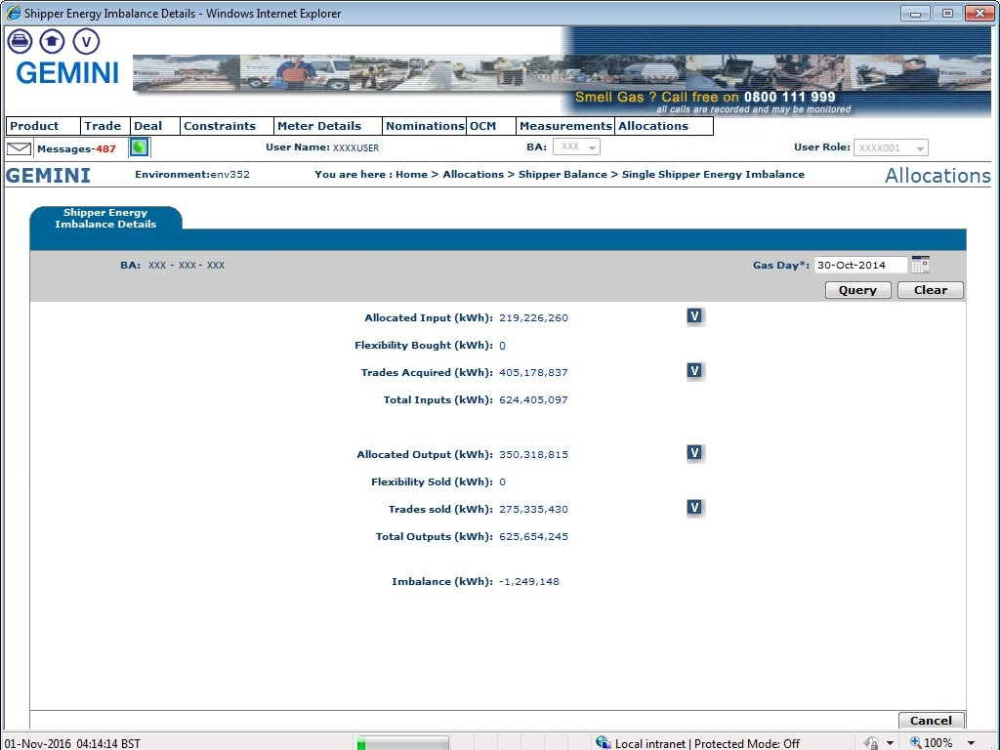 Shipper Energy Imbalance Details - Windows Internet Explorer
V
GEMINI
Smell Gas ? Call free on 0800 111 999
all calls are recorded and may be monitored
Product Trade Deal Constraints Meter Details Nominations OCM Measurements Allocations
Messages-487 User Name: XXXXUSER BA: XXX User Role: XXXX001
GEMINI Environment:env352 You are here : Home > Allocations > Shipper Balance > Single Shipper Energy Imbalance Allocations
Shipper Energy
Imbalance Details
BA: XXX - XXX - XXX Gas Day*: 30-Oct-2014
Query Clear
Allocated Input (kWh): 219,226,260 V
Flexibility Bought (kWh): 0
Trades Acquired (kWh): 405,178,837 V
Total Inputs (kWh): 624,405,097
Allocated Output (kWh): 350,318,815 V
Flexibility Sold (kWh): 0
Trades sold (kWh): 275,335,430 V
Total Outputs (kWh): 625,654,245
Imbalance (kWh): -1,249,148
Cancel
01-Nov-2016 04:14:14 BST Local intranet | Protected Mode: Off 100%